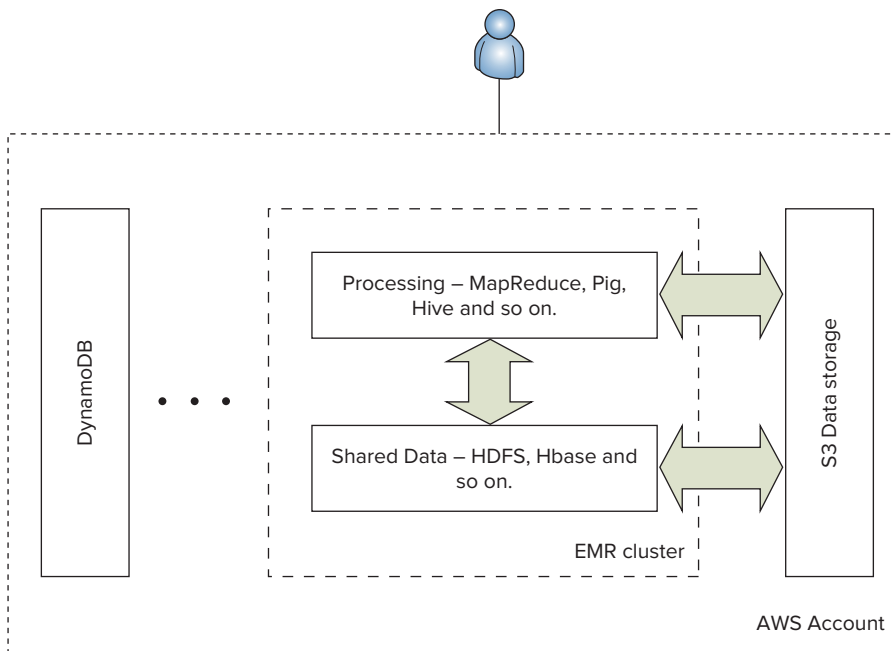 DynamoDB
Processing – MapReduce, Pig,
Hive and so on.
Shared Data – HDFS, Hbase and
so on.
EMR cluster
S3 Data storage
AWS Account